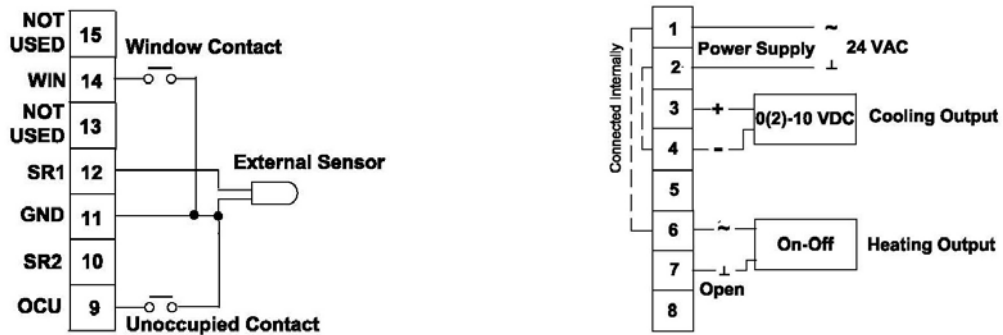 NOT
USED
15
Window Contact
WIN
14
NOT
USED
13
SR1
12
External Sensor
GND
11
SR2
10
OCU
9
Unoccupied Contact
1
~
Power Supply
24 VAC
2
⊥
Connected Internally
3
+
0(2)-10 VDC
Cooling Output
4
-
5
6
~
On-Off
Heating Output
7
⊥
Open
8